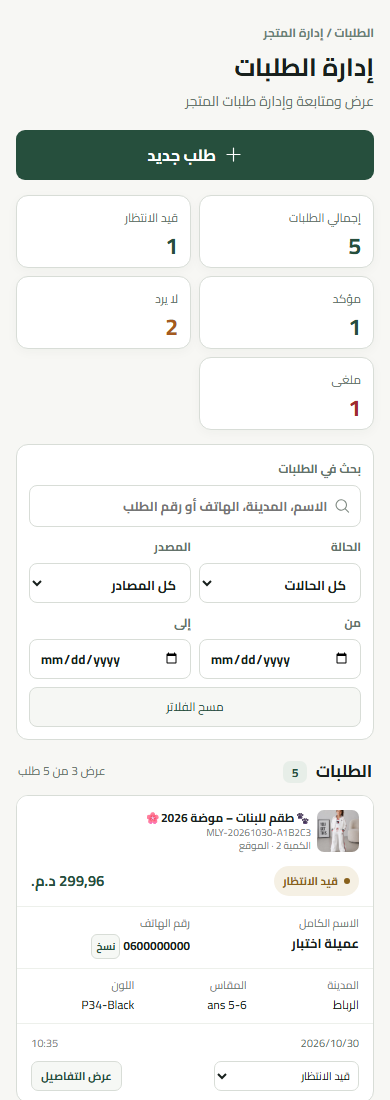 الطلبات / إدارة المتجر
إدارة الطلبات
عرض ومتابعة وإدارة طلبات المتجر
+ طلب جديد
إجمالي الطلبات
5
قيد الانتظار
1
مؤكد
1
لا يرد
2
ملغى
1
بحث في الطلبات
الاسم، المدينة، الهاتف أو رقم الطلب
الحالة
كل الحالات
المصدر
كل المصادر
من
mm/dd/yyyy
إلى
mm/dd/yyyy
مسح الفلاتر
الطلبات 5
عرض 3 من 5 طلب
🐾 طقم للبنات – موضة 2026 🌸
MLY-20261030-A1B2C3
الكمية 2 · الموقع
قيد الانتظار
299,96 د.م.
الاسم الكامل
عميلة اختبار
رقم الهاتف
0600000000 نسخ
المدينة
الرباط
المقاس
5-6 ans
اللون
P34-Black
2026/10/30
10:35
قيد الانتظار
عرض التفاصيل